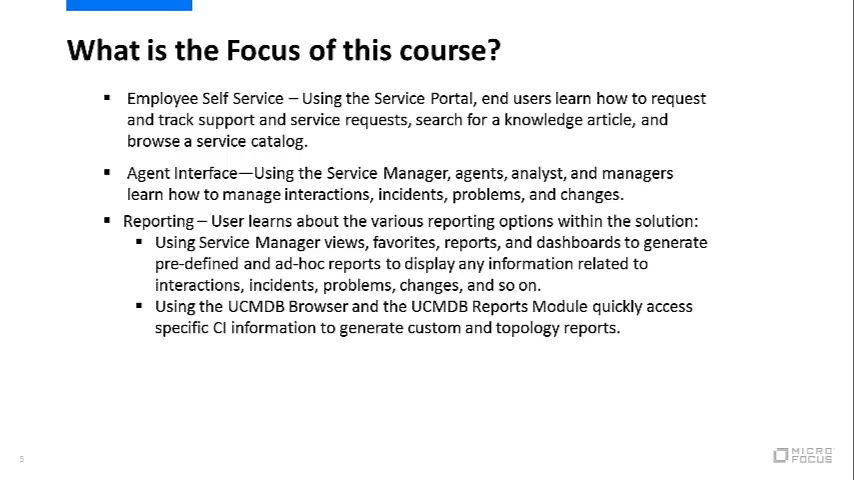 What is the Focus of this course?
▪ Employee Self Service – Using the Service Portal, end users learn how to request
and track support and service requests, search for a knowledge article, and
browse a service catalog.
▪ Agent Interface—Using the Service Manager, agents, analyst, and managers
learn how to manage interactions, incidents, problems, and changes.
▪ Reporting – User learns about the various reporting options within the solution:
▪ Using Service Manager views, favorites, reports, and dashboards to generate
pre-defined and ad-hoc reports to display any information related to
interactions, incidents, problems, changes, and so on.
▪ Using the UCMDB Browser and the UCMDB Reports Module quickly access
specific CI information to generate custom and topology reports.
5
MICRO
FOCUS